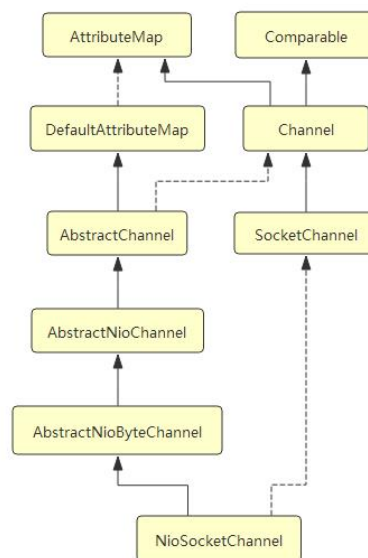 AttributeMap
Comparable
DefaultAttributeMap
Channel
AbstractChannel
SocketChannel
AbstractNioChannel
AbstractNioByteChannel
NioSocketChannel